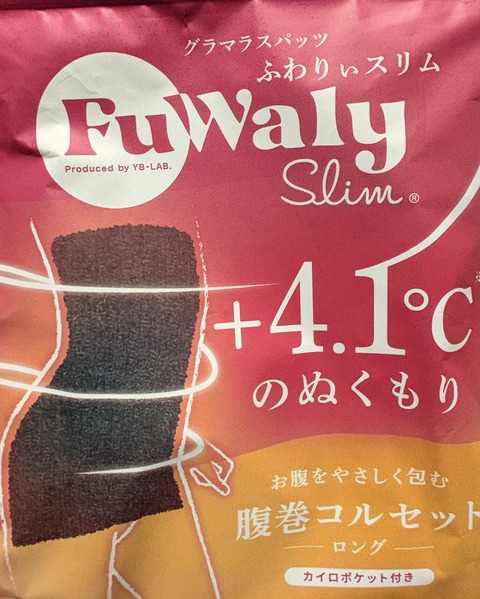 グラマラスパッツ
ふわりぃスリム
FuWaly
Produced by YB-LAB.
Slim®
+4.1℃※
のぬくもり
お腹をやさしく包む
腹巻コルセット
ロング
カイロポケット付き